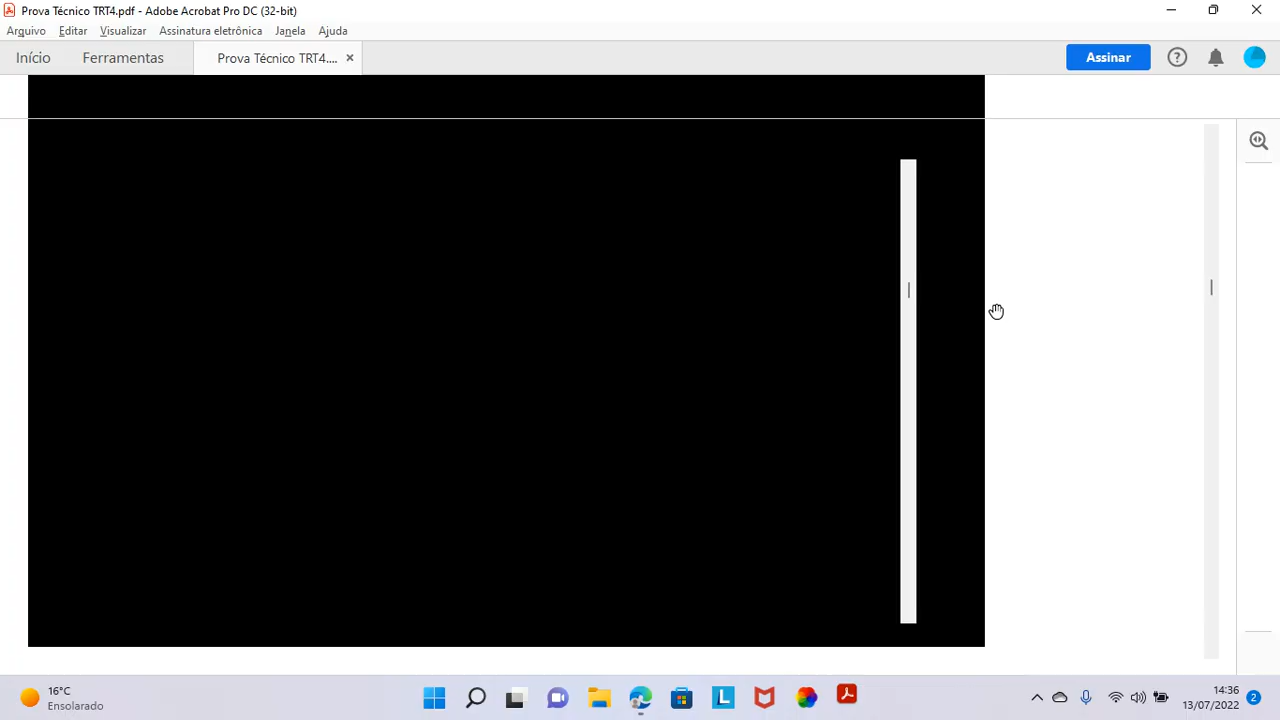 Prova Técnico TRT4.pdf - Adobe Acrobat Pro DC (32-bit)
Arquivo Editar Visualizar Assinatura eletrônica Janela Ajuda
Início Ferramentas Prova Técnico TRT4.... × Assinar ?
16°C
Ensolarado
L
14:36
13/07/2022 2